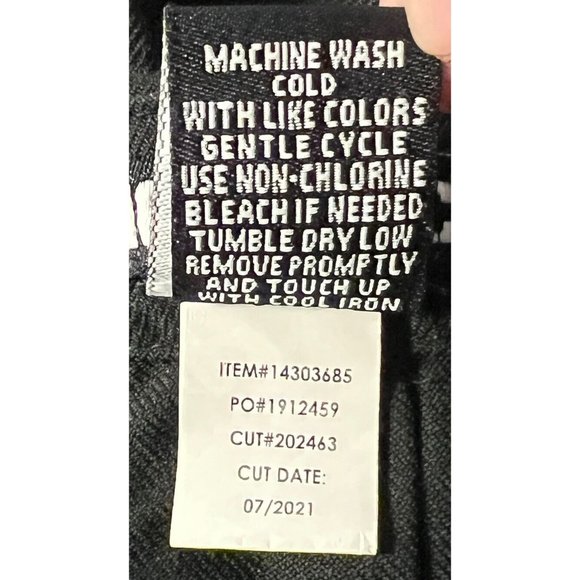 MACHINE WASH
COLD
WITH LIKE COLORS
GENTLE CYCLE
USE NON-CHLORINE
BLEACH IF NEEDED
TUMBLE DRY LOW
REMOVE PROMPTLY
AND TOUCH UP
WITH COOL IRON
ITEM#14303685
PO#1912459
CUT#202463
CUT DATE:
07/2021